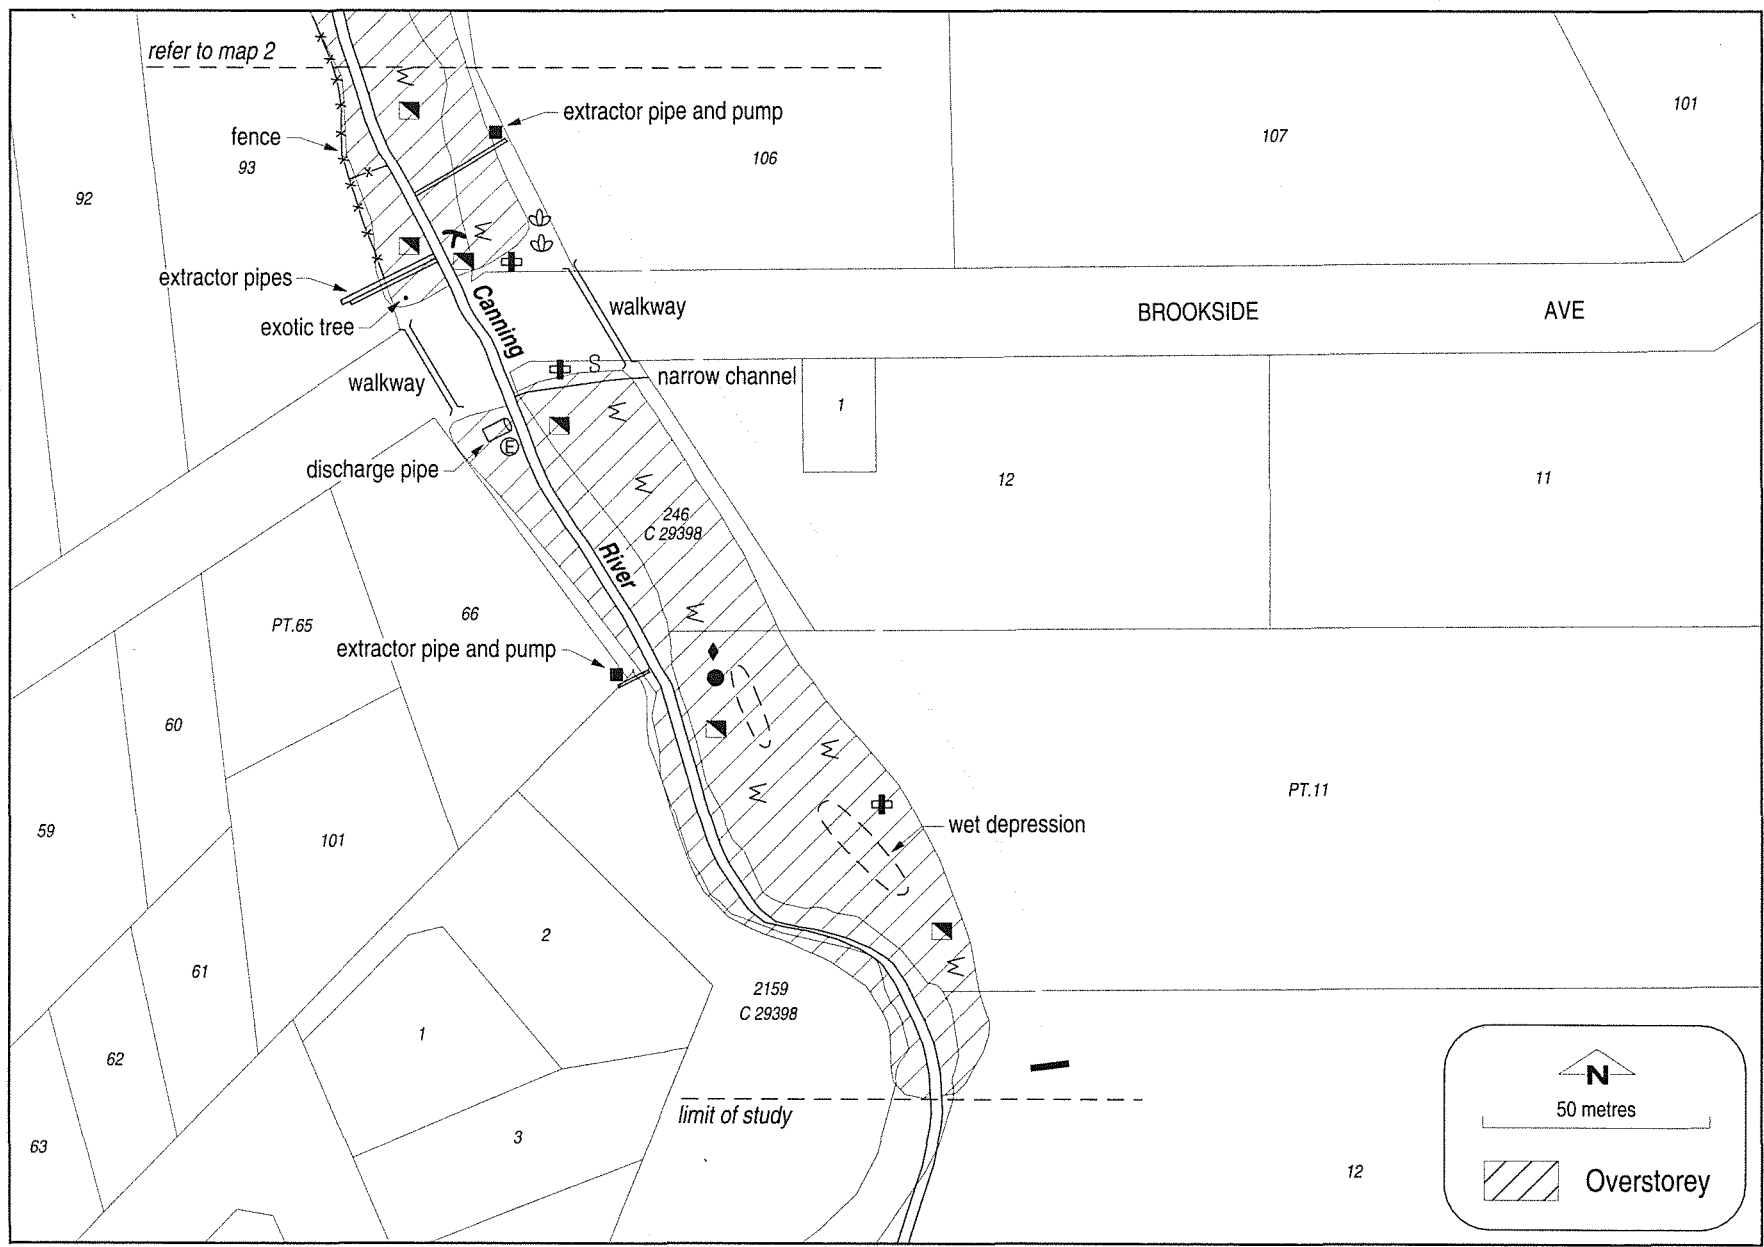 refer to map 2
extractor pipe and pump
101
fence
107
93
106
92
W
W
extractor pipes
walkway
BROOKSIDE
AVE
exotic tree
Canning
walkway
S
narrow channel
W
1
E
discharge pipe
W
12
11
246
C 29398
River
W
66
PT.65
extractor pipe and pump
60
W
W
PT.11
59
101
wet depression
2
61
W
2159
C 29398
1
62
N
50 metres
limit of study
3
63
12
Overstorey